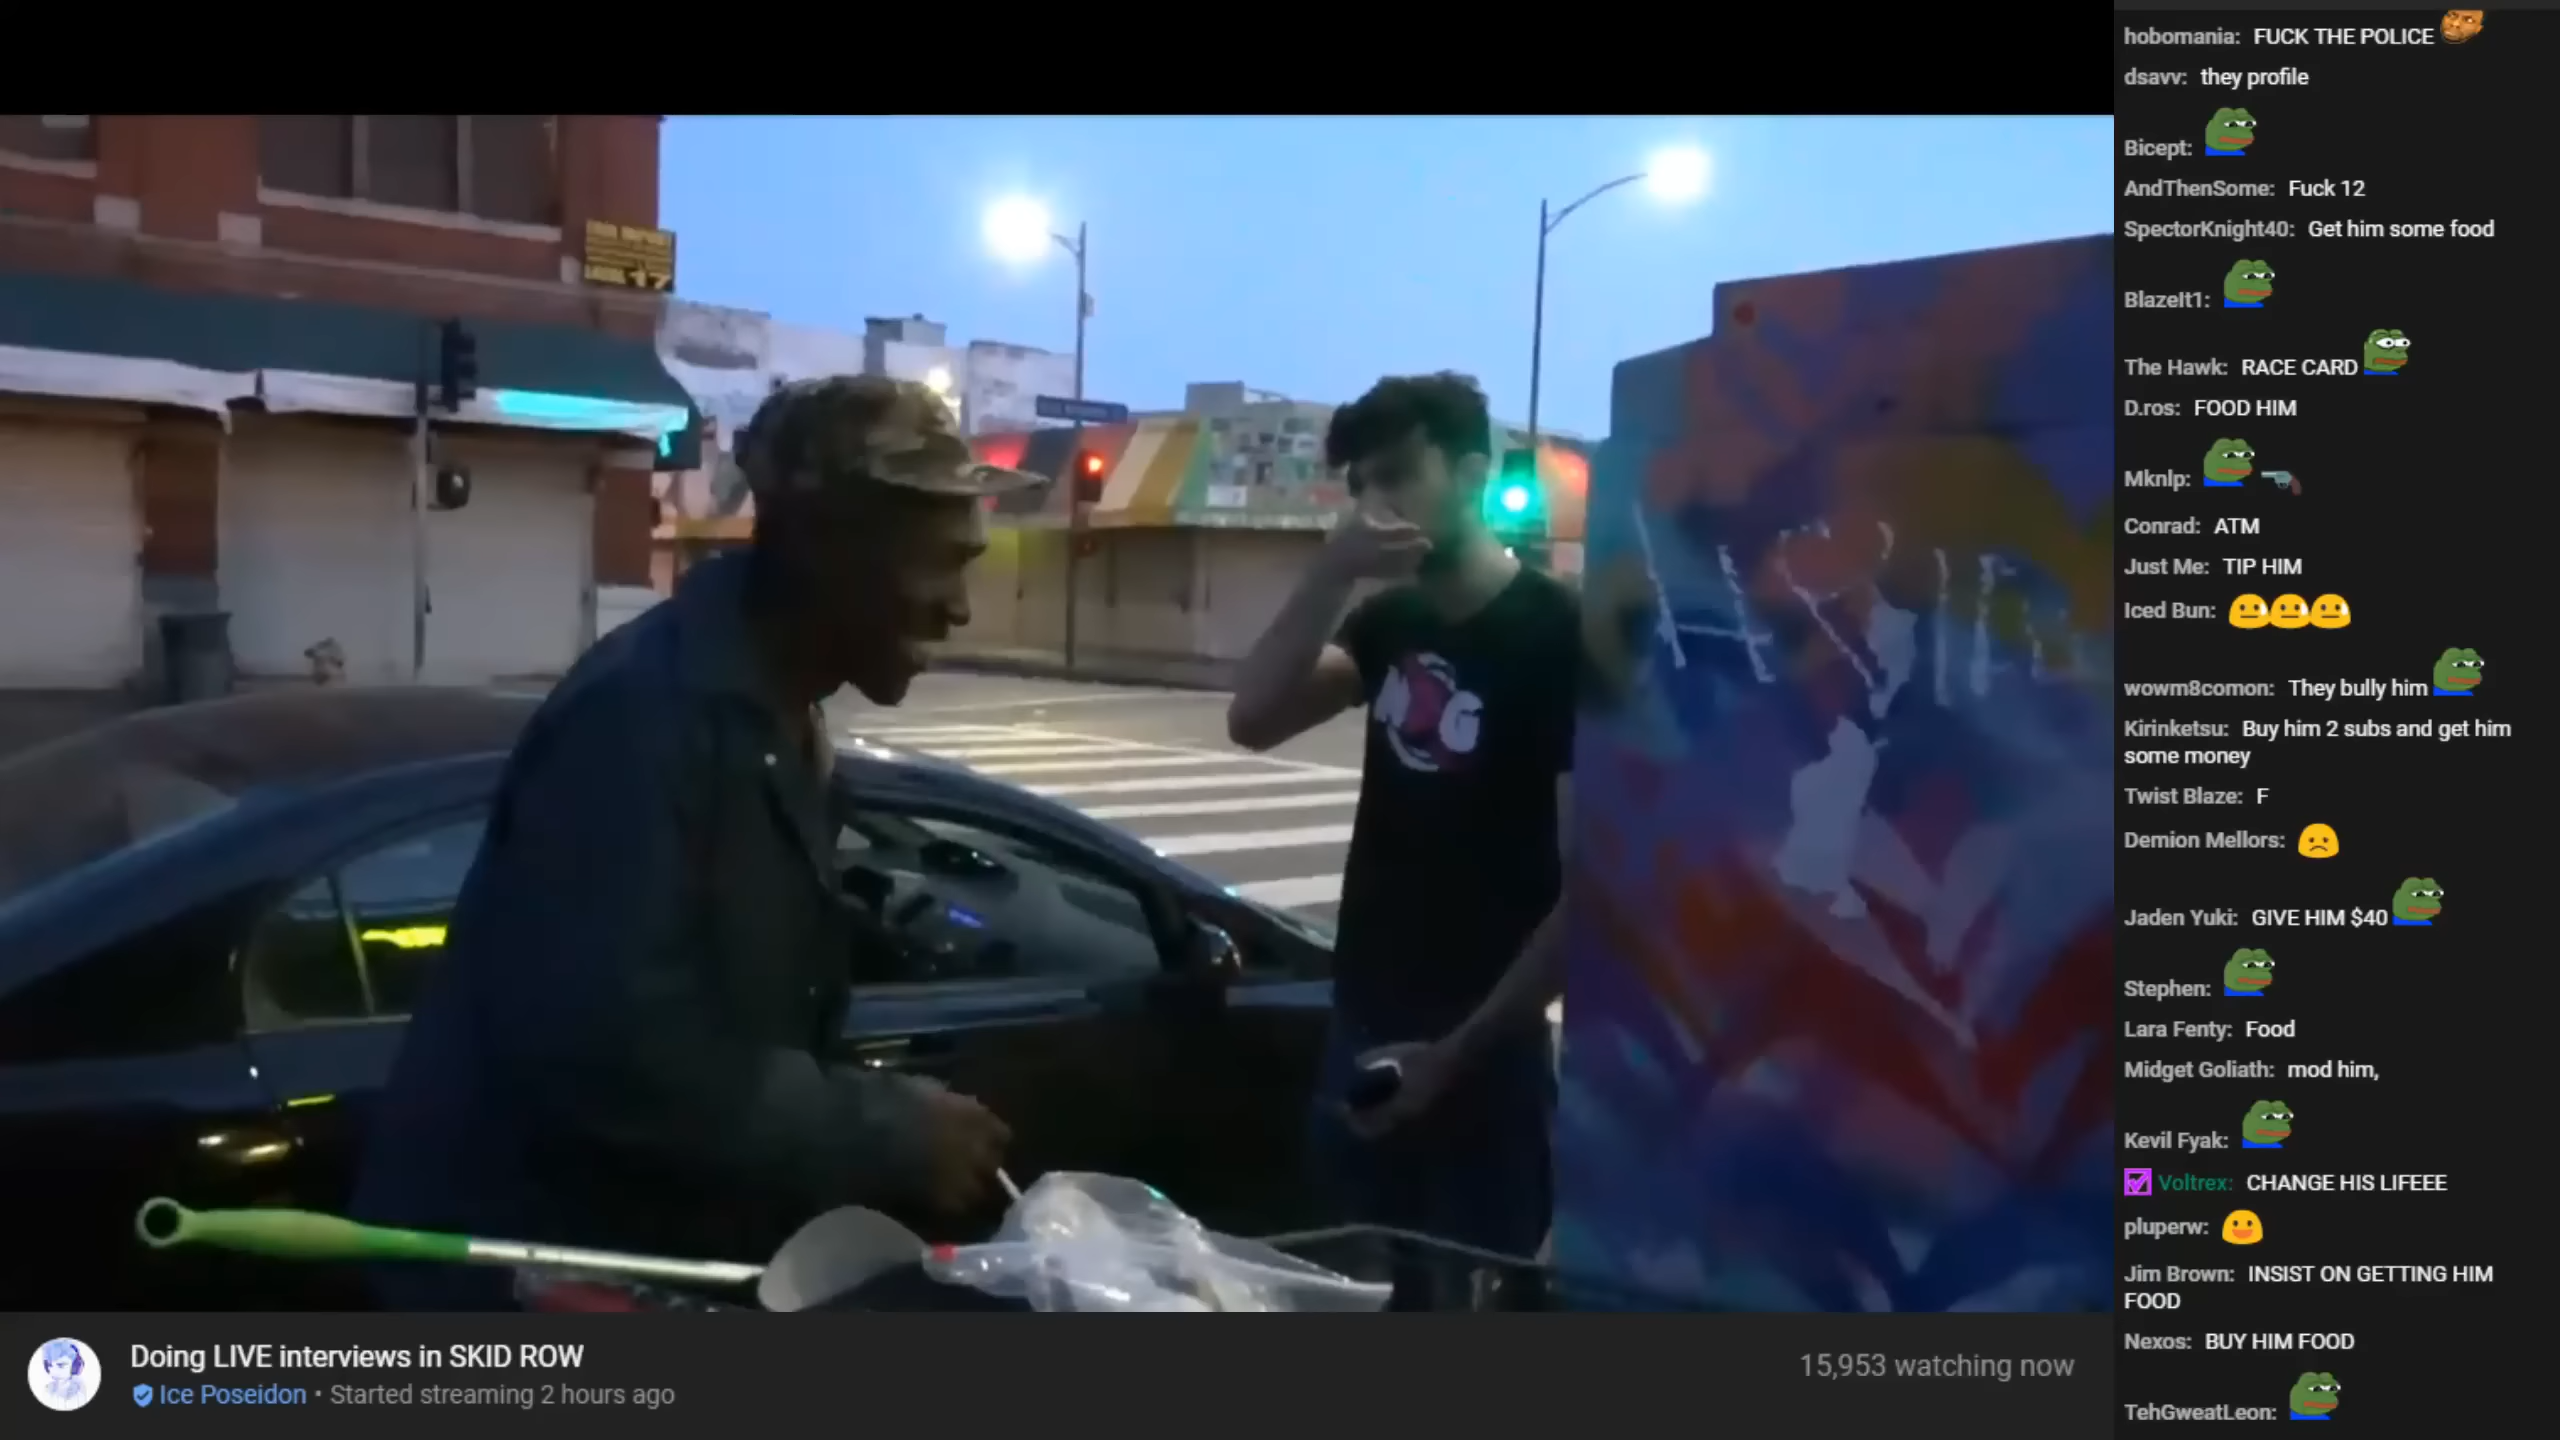 hobomania: FUCK THE POLICE
dsavv: they profile
Bicept:
AndThenSome: Fuck 12
SpectorKnight40: Get him some food
BlazeIt1:
The Hawk: RACE CARD
D.ros: FOOD HIM
Mknlp:
Conrad: ATM
Just Me: TIP HIM
Iced Bun:
wowm8comon: They bully him
Kirinketsu: Buy him 2 subs and get him
some money
Twist Blaze: F
Demion Mellors:
Jaden Yuki: GIVE HIM $40
Stephen:
Lara Fenty: Food
Midget Goliath: mod him,
Kevil Fyak:
Voltrex: CHANGE HIS LIFEEE
pluperw:
Jim Brown: INSIST ON GETTING HIM
FOOD
Nexos: BUY HIM FOOD
TehGweatLeon:
Doing LIVE interviews in SKID ROW
Ice Poseidon • Started streaming 2 hours ago
15,953 watching now